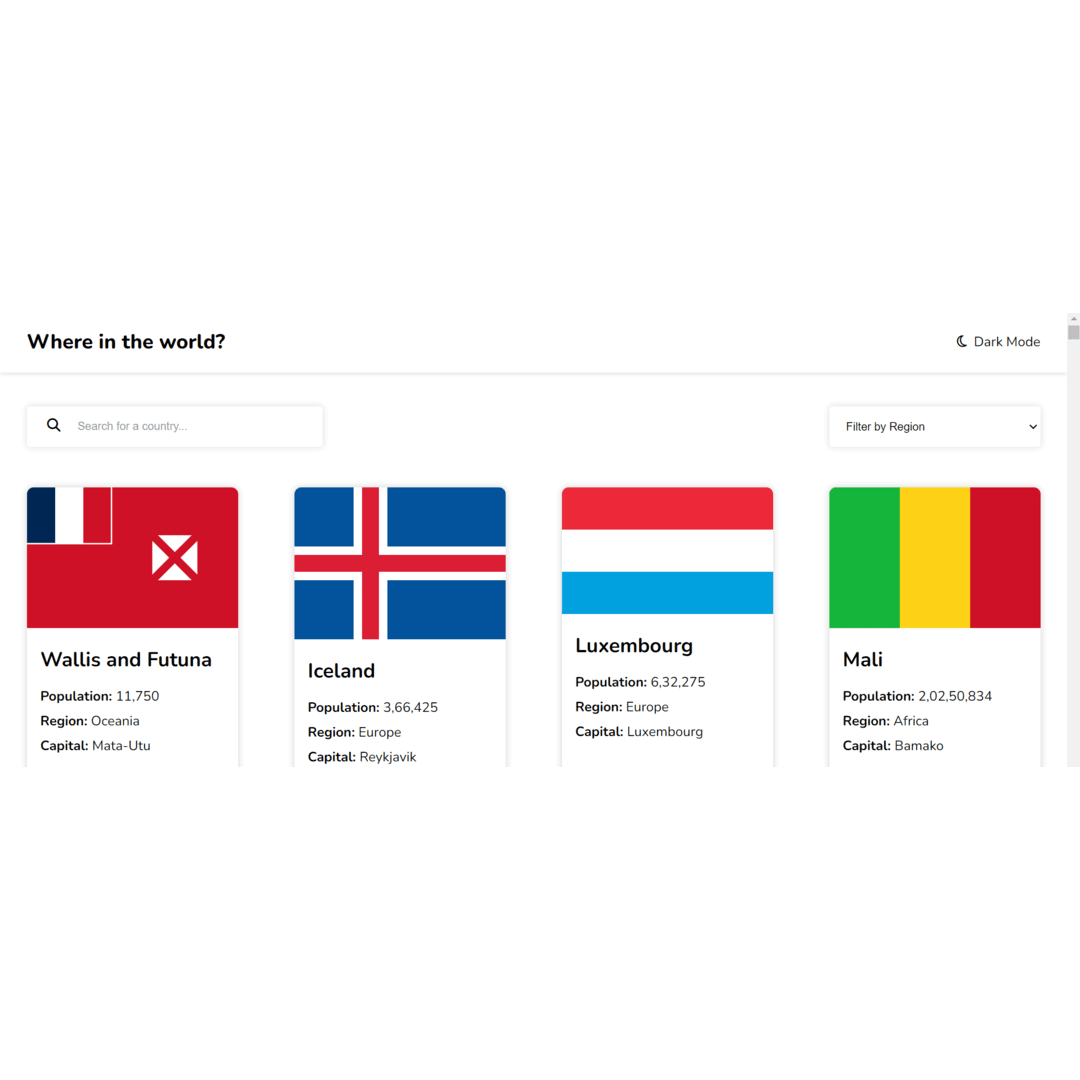 Where in the world?
Dark Mode
Search for a country...
Filter by Region
Wallis and Futuna
Population: 11,750
Region: Oceania
Capital: Mata-Utu
Iceland
Population: 3,66,425
Region: Europe
Capital: Reykjavik
Luxembourg
Population: 6,32,275
Region: Europe
Capital: Luxembourg
Mali
Population: 2,02,50,834
Region: Africa
Capital: Bamako